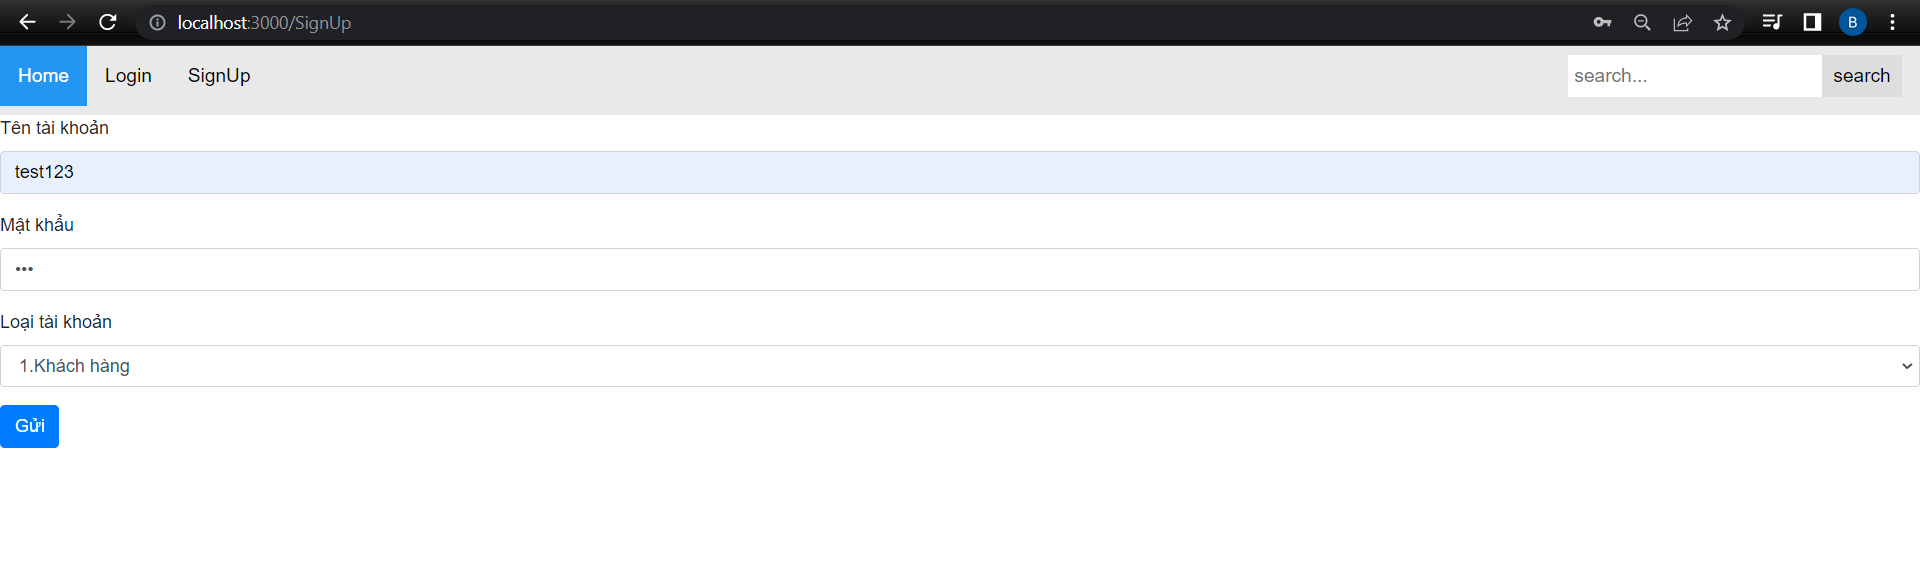 localhost:3000/SignUp
B
Home Login SignUp search... search
Tên tài khoản
test123
Mật khẩu
•••
Loại tài khoản
1.Khách hàng
Gửi